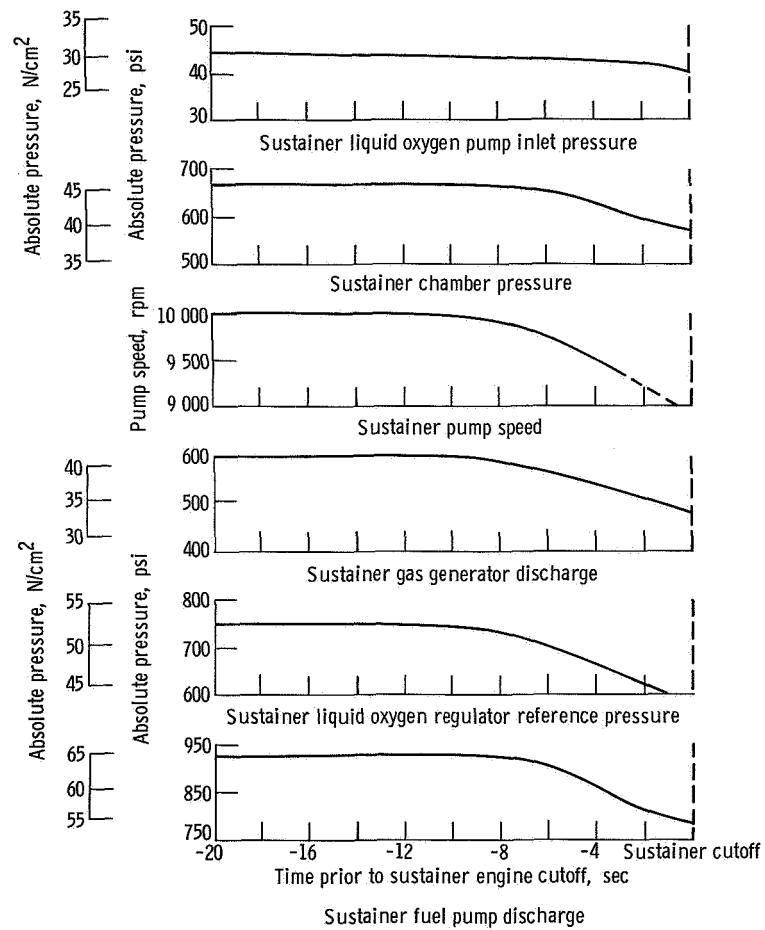 Absolute pressure, N/cm2
35
30
25
Absolute pressure, psi
50
40
30
Sustainer liquid oxygen pump inlet pressure
45
40
35
700
600
500
Sustainer chamber pressure
Pump speed, rpm
10 000
9 500
9 000
Sustainer pump speed
40
35
30
600
500
400
Sustainer gas generator discharge
Absolute pressure, N/cm2
55
50
45
Absolute pressure, psi
800
700
600
Sustainer liquid oxygen regulator reference pressure
65
60
55
950
850
750
-20 -16 -12 -8 -4 Sustainer cutoff
Time prior to sustainer engine cutoff, sec
Sustainer fuel pump discharge